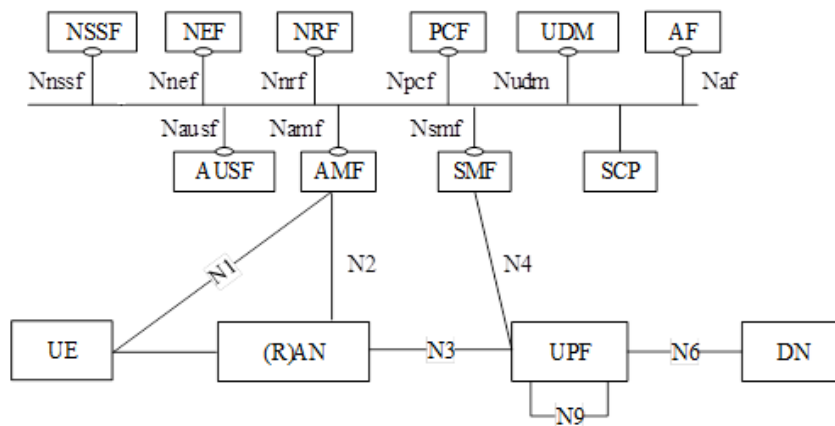 NSSF NEF NRF PCF UDM AF
Nnssf Nnef Nnrf Npcf Nudm Naf
Nausf Namf Nsmf
AUSF AMF SMF SCP
N1 N2 N4
UE (R)AN N3 UPF N6 DN
N9